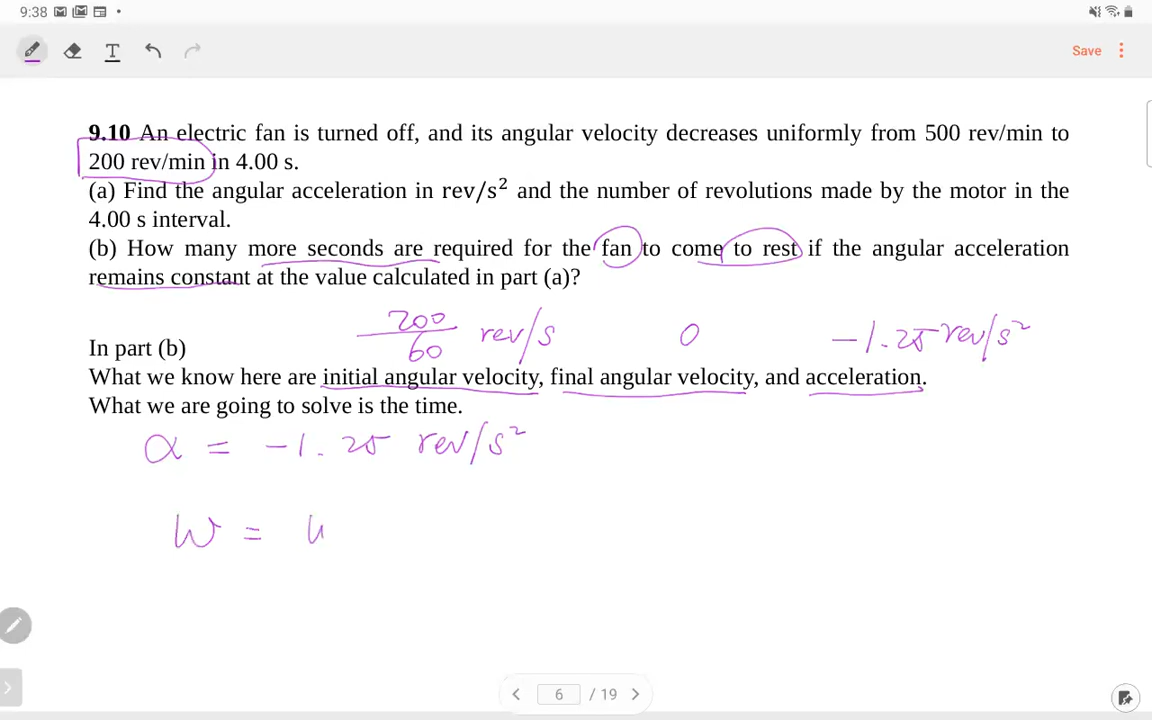 9:38
T Save
9.10 An electric fan is turned off, and its angular velocity decreases uniformly from 500 rev/min to
200 rev/min in 4.00 s.
(a) Find the angular acceleration in rev/s² and the number of revolutions made by the motor in the
4.00 s interval.
(b) How many more seconds are required for the fan to come to rest if the angular acceleration
remains constant at the value calculated in part (a)?
200/60 rev/s 0 -1.25 rev/s²
In part (b)
What we know here are initial angular velocity, final angular velocity, and acceleration.
What we are going to solve is the time.
α = -1.25 rev/s²
ω =
6 / 19